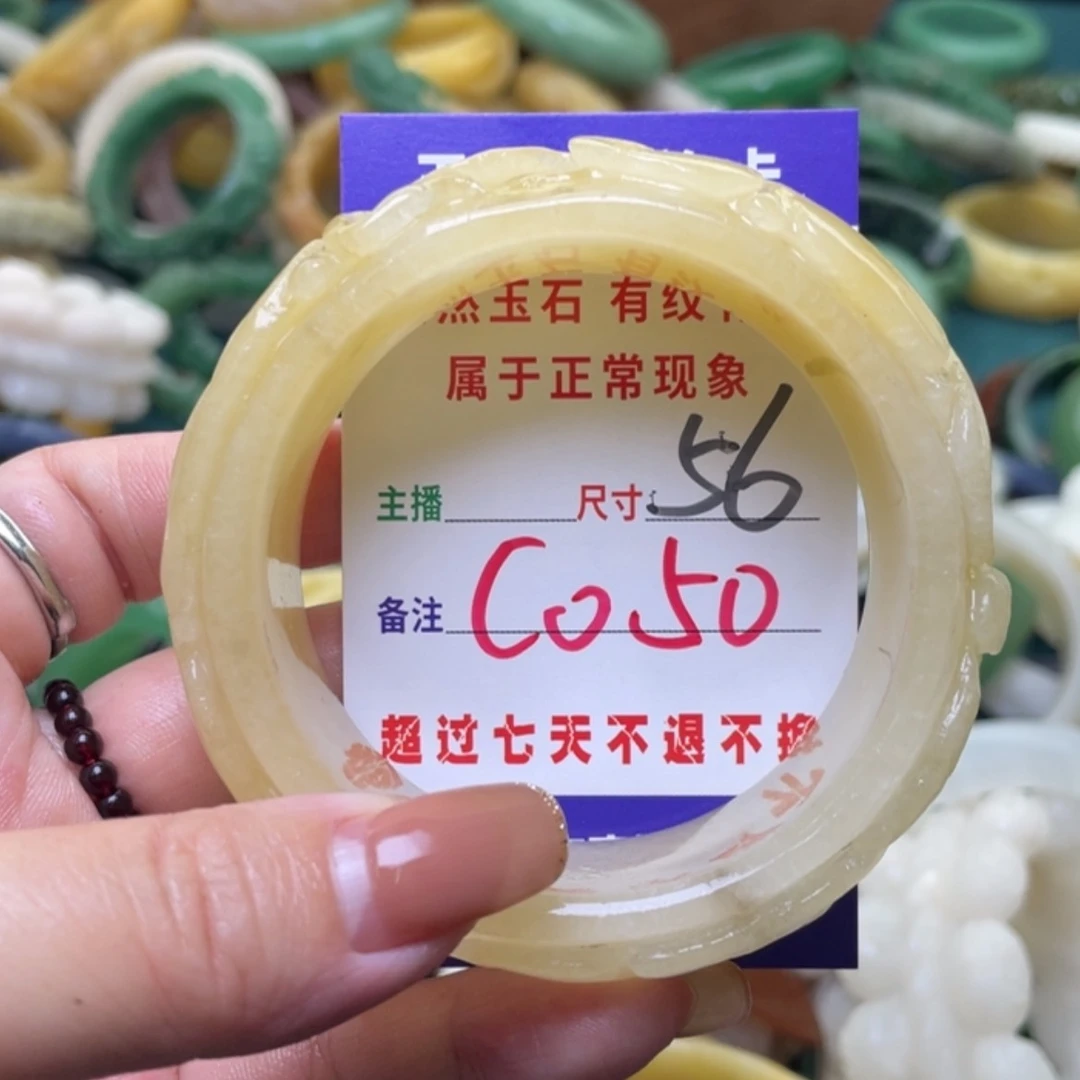 然玉石 有纹
属于正常现象
主播 尺寸 56
备注 Co50
超过七天不退不换